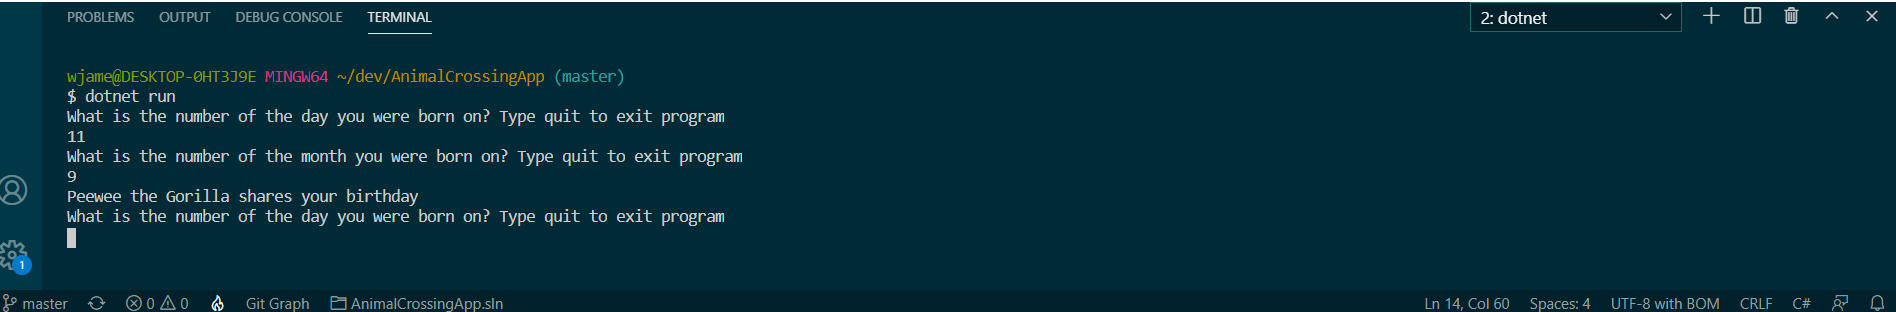 PROBLEMS OUTPUT DEBUG CONSOLE TERMINAL 2: dotnet
wjame@DESKTOP-0HT3J9E MINGW64 ~/dev/AnimalCrossingApp (master)
$ dotnet run
What is the number of the day you were born on? Type quit to exit program
11
What is the number of the month you were born on? Type quit to exit program
9
Peewee the Gorilla shares your birthday
What is the number of the day you were born on? Type quit to exit program
1
master 0 0 Git Graph AnimalCrossingApp.sln Ln 14, Col 60 Spaces: 4 UTF-8 with BOM CRLF C#